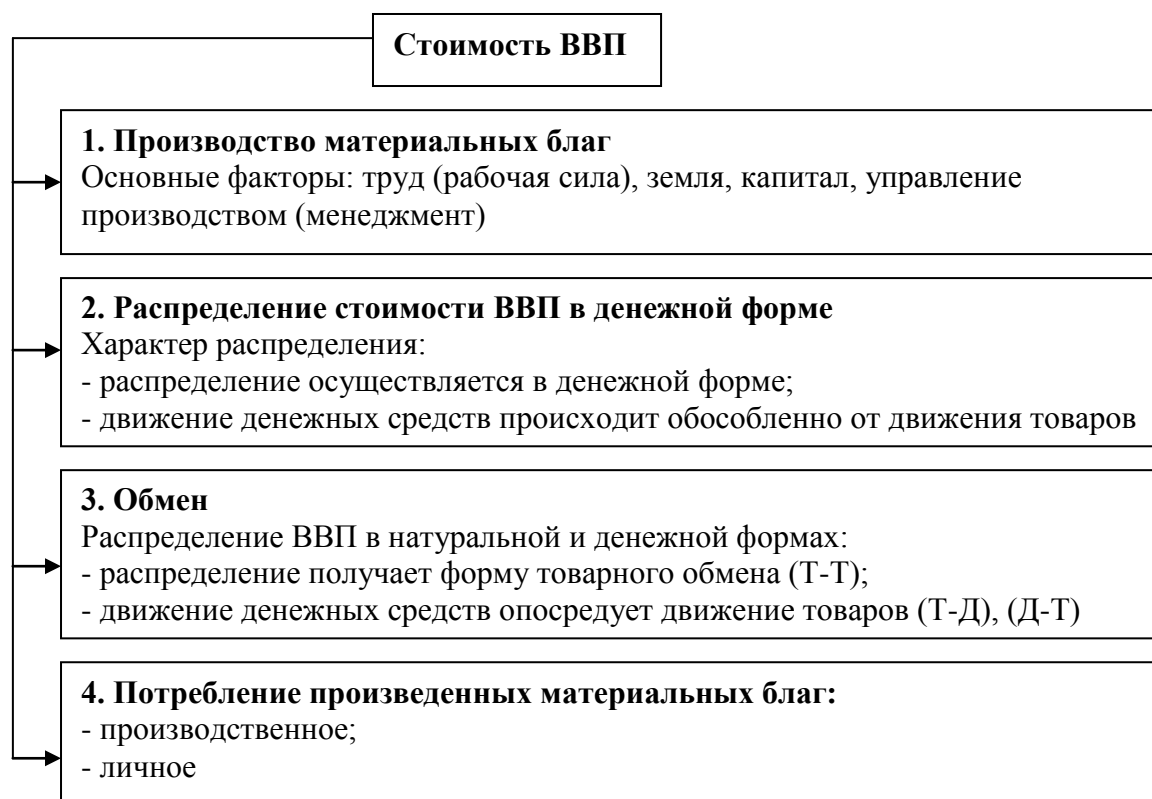 Стоимость ВВП
1. Производство материальных благ
Основные факторы: труд (рабочая сила), земля, капитал, управление
производством (менеджмент)
2. Распределение стоимости ВВП в денежной форме
Характер распределения:
- распределение осуществляется в денежной форме;
- движение денежных средств происходит обособленно от движения товаров
3. Обмен
Распределение ВВП в натуральной и денежной формах:
- распределение получает форму товарного обмена (Т-Т);
- движение денежных средств опосредует движение товаров (Т-Д), (Д-Т)
4. Потребление произведенных материальных благ:
- производственное;
- личное